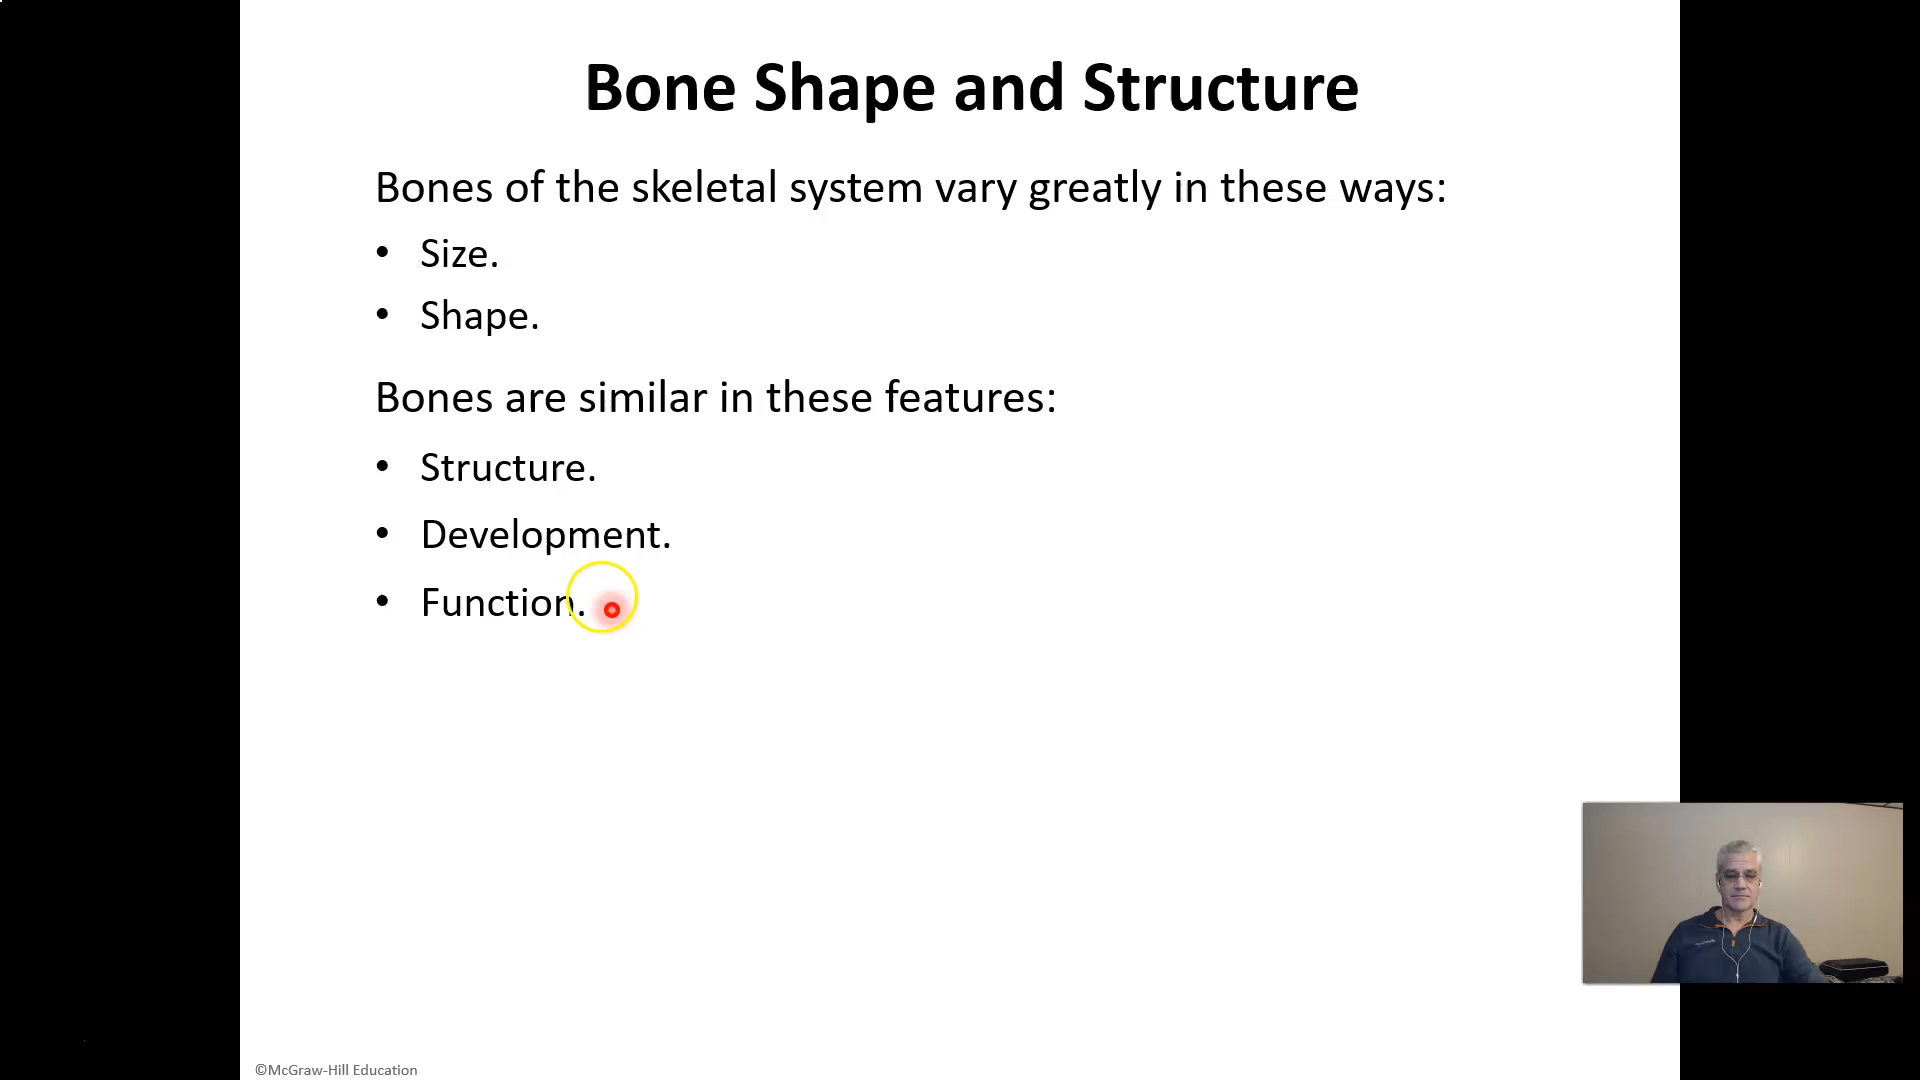 Bone Shape and Structure
Bones of the skeletal system vary greatly in these ways:
• Size.
• Shape.
Bones are similar in these features:
• Structure.
• Development.
• Function.
©McGraw-Hill Education